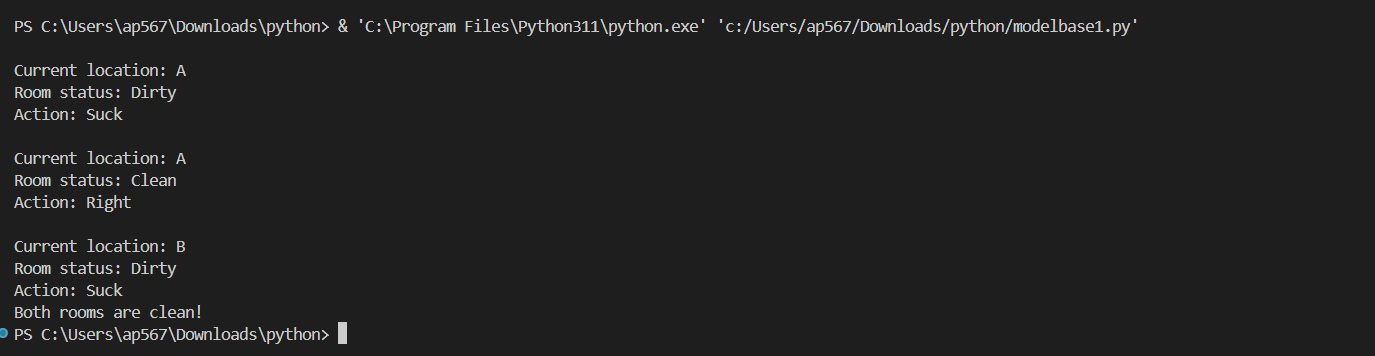 PS C:\Users\ap567\Downloads\python> & 'C:\Program Files\Python311\python.exe' 'c:/Users/ap567/Downloads/python/modelbase1.py'
Current location: A
Room status: Dirty
Action: Suck
Current location: A
Room status: Clean
Action: Right
Current location: B
Room status: Dirty
Action: Suck
Both rooms are clean!
PS C:\Users\ap567\Downloads\python>